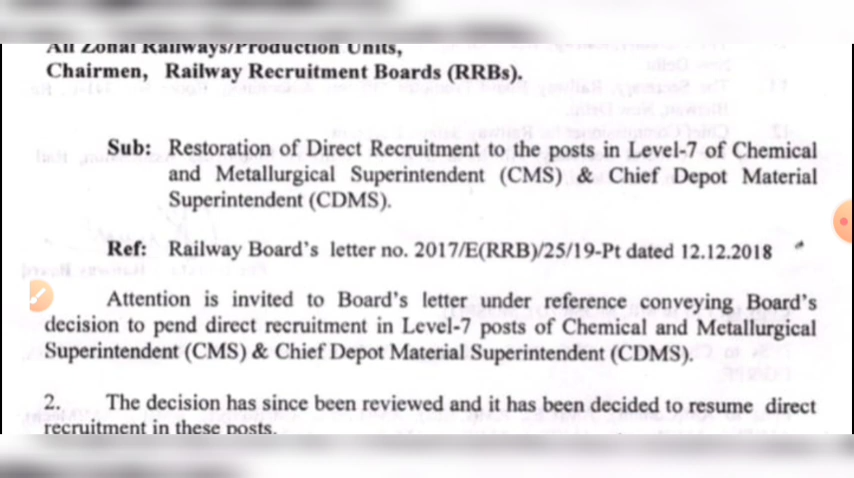 All Zonal Railways/Production Units,
Chairmen, Railway Recruitment Boards (RRBs).
Sub: Restoration of Direct Recruitment to the posts in Level-7 of Chemical
and Metallurgical Superintendent (CMS) & Chief Depot Material
Superintendent (CDMS).
Ref: Railway Board's letter no. 2017/E(RRB)/25/19-Pt dated 12.12.2018
Attention is invited to Board's letter under reference conveying Board's
decision to pend direct recruitment in Level-7 posts of Chemical and Metallurgical
Superintendent (CMS) & Chief Depot Material Superintendent (CDMS).
2. The decision has since been reviewed and it has been decided to resume direct
recruitment in these posts.